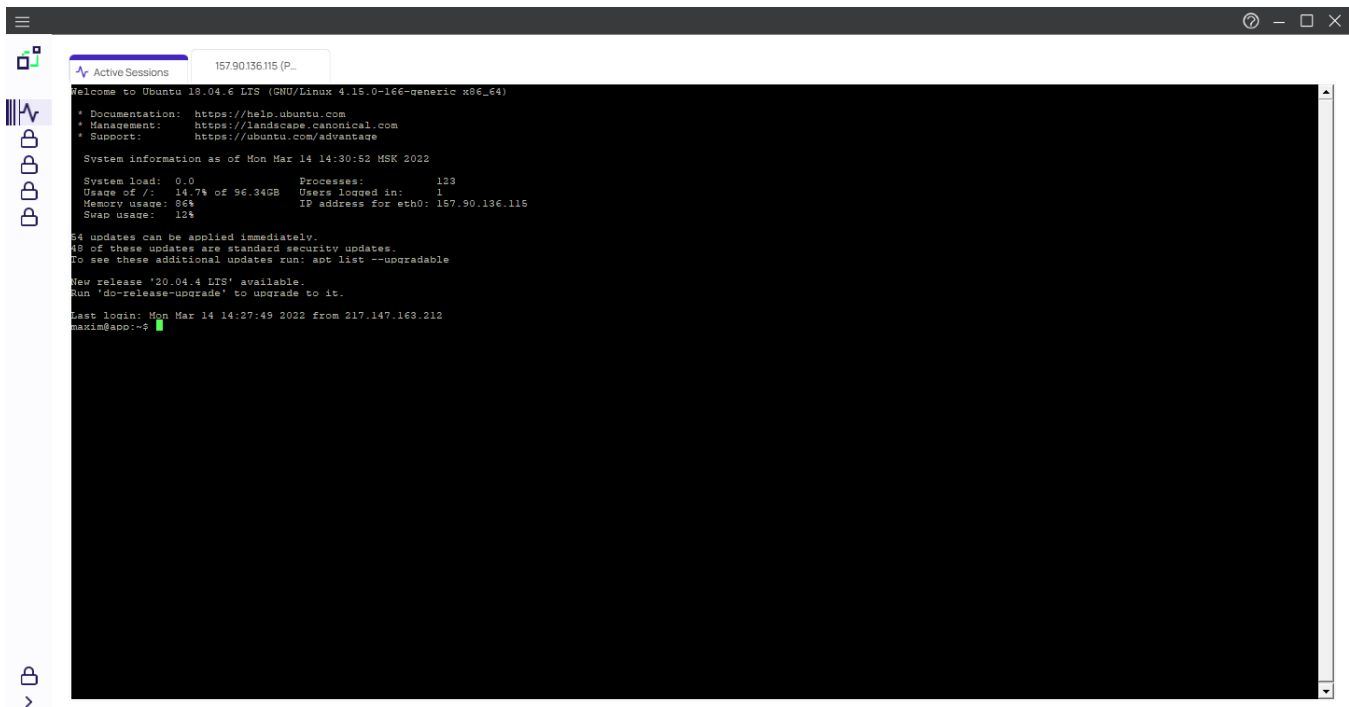 Active Sessions
157.90.136.115 (P...
Welcome to Ubuntu 18.04.6 LTS (GNU/Linux 4.15.0-166-generic x86_64)
* Documentation: https://help.ubuntu.com
* Management: https://landscape.canonical.com
* Support: https://ubuntu.com/advantage
System information as of Mon Mar 14 14:30:52 MSK 2022
System load: 0.0 Processes: 123
Usage of /: 14.7% of 96.34GB Users logged in: 1
Memory usage: 86% IP address for eth0: 157.90.136.115
Swap usage: 12%
54 updates can be applied immediately.
48 of these updates are standard security updates.
To see these additional updates run: apt list --upgradable
New release '20.04.4 LTS' available.
Run 'do-release-upgrade' to upgrade to it.
Last login: Mon Mar 14 14:27:49 2022 from 217.147.163.212
maxim@app:~$